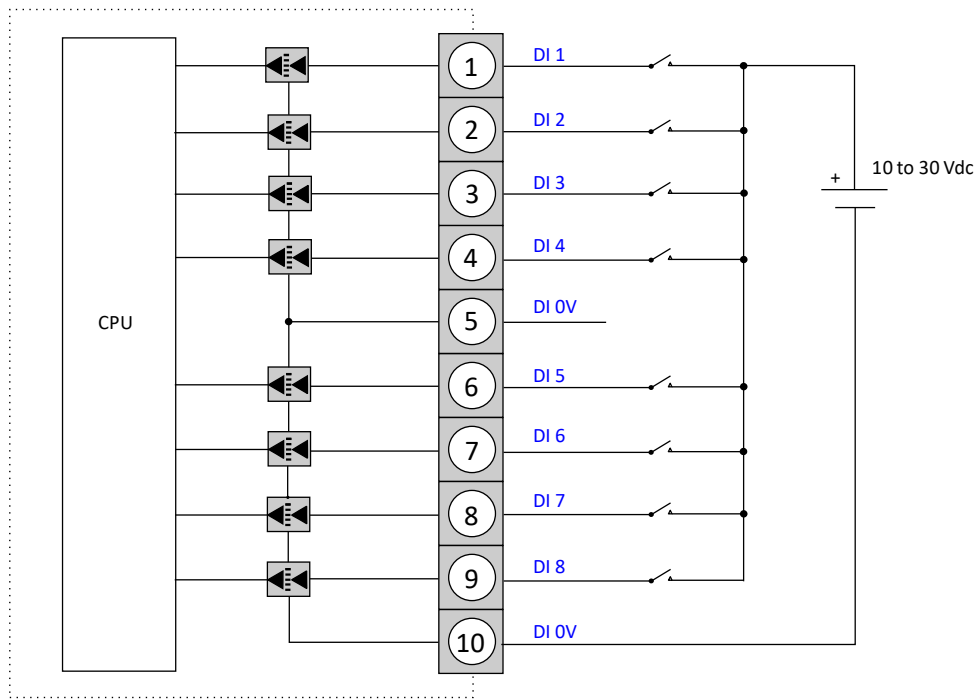 1 DI 1
2 DI 2
3 DI 3
10 to 30 Vdc
+
4 DI 4
CPU
5 DI 0V
6 DI 5
7 DI 6
8 DI 7
9 DI 8
10 DI 0V